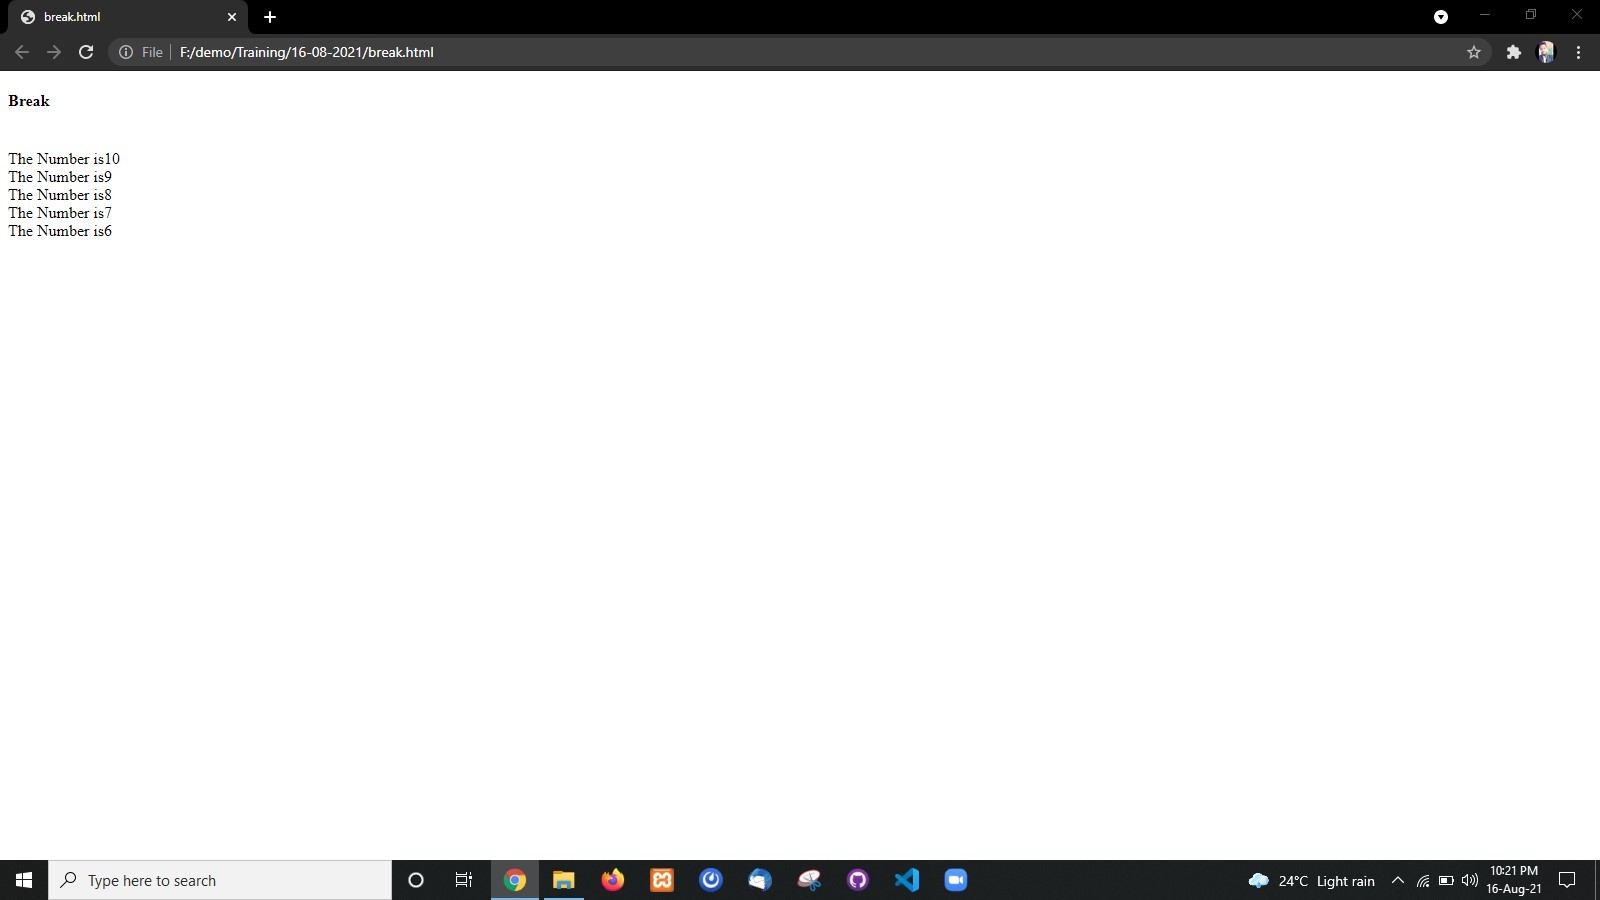 break.html
File F:/demo/Training/16-08-2021/break.html
Break
The Number is10
The Number is9
The Number is8
The Number is7
The Number is6
Type here to search
24°C Light rain
10:21 PM
16-Aug-21